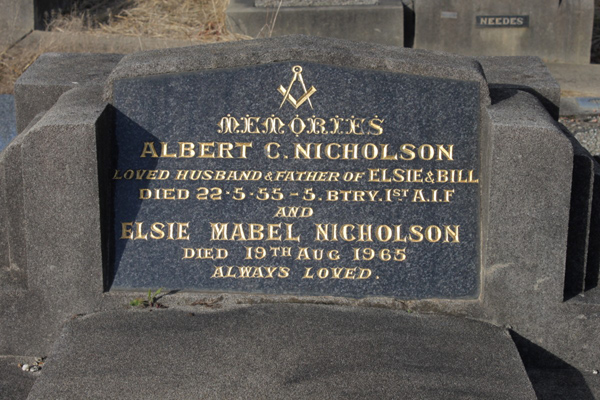 NEEDES
MEMORIES
ALBERT C. NICHOLSON
LOVED HUSBAND & FATHER OF ELSIE & BILL
DIED 22·5·55 - 5. BTRY. 1ST A.I.F
AND
ELSIE MABEL NICHOLSON
DIED 19TH AUG 1965
ALWAYS LOVED.